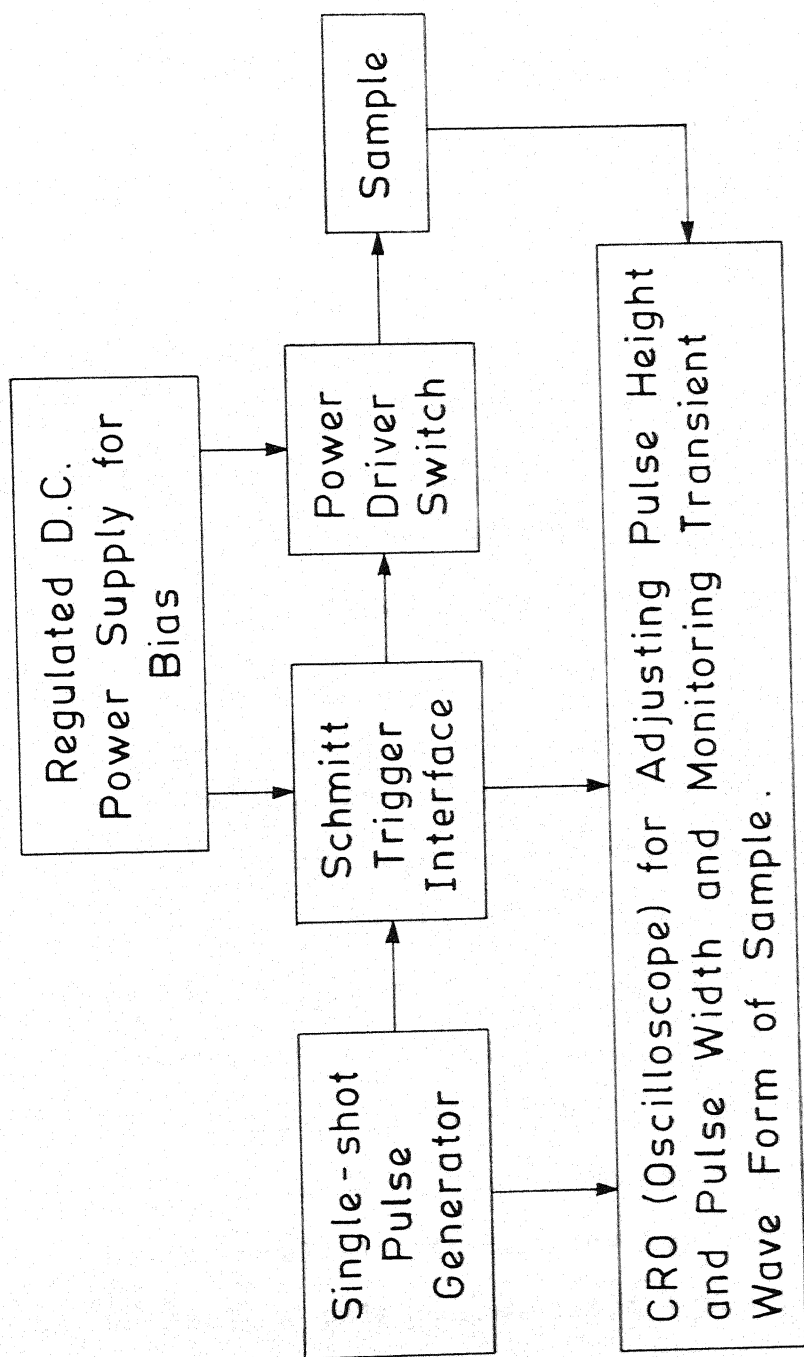 Regulated D.C.
Power Supply for
Bias
Single-shot
Pulse
Generator
Schmitt
Trigger
Interface
Power
Driver
Switch
Sample
CRO (Oscilloscope) for Adjusting Pulse Height
and Pulse Width and Monitoring Transient
Wave Form of Sample.